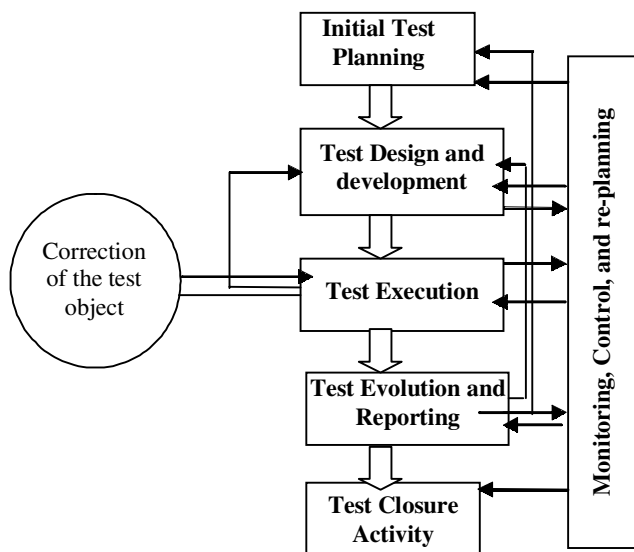 Initial Test
Planning
Test Design and
development
Correction
of the test
object
Test Execution
Test Evolution and
Reporting
Test Closure
Activity
Monitoring, Control, and re-planning